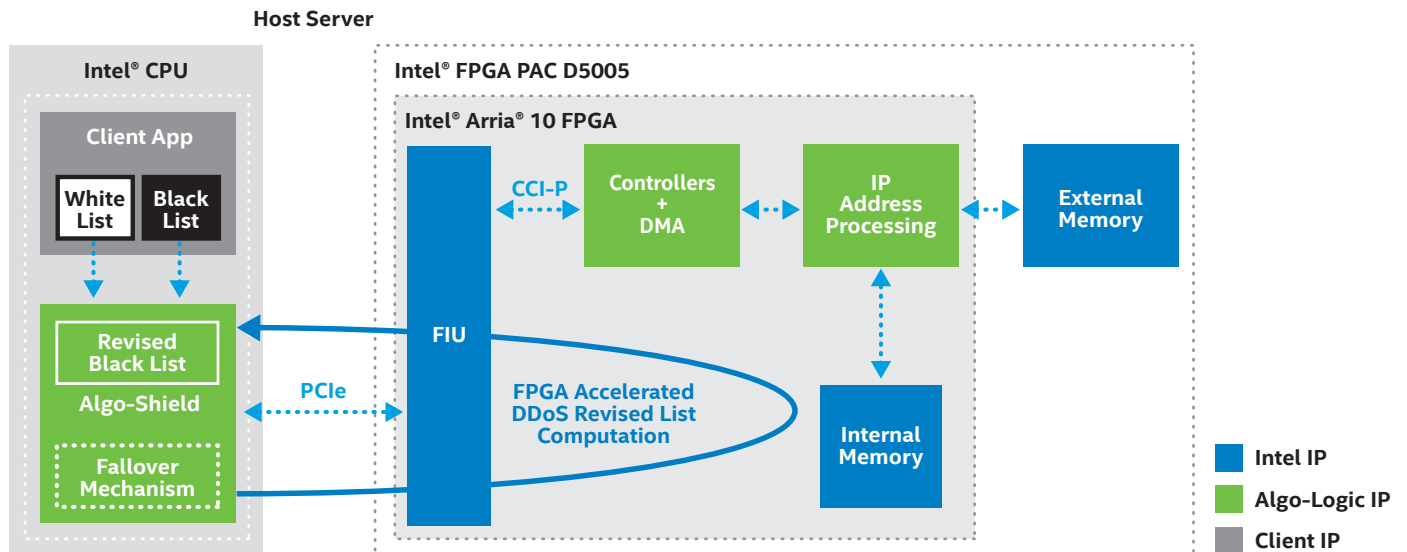 Host Server
Intel® CPU
Client App
White
List
Black
List
Revised
Black List
Algo-Shield
Fallover
Mechanism
PCIe
Intel® FPGA PAC D5005
Intel® Arria® 10 FPGA
FIU
CCI-P
Controllers
+
DMA
IP
Address
Processing
External
Memory
FPGA Accelerated
DDoS Revised List
Computation
Internal
Memory
Intel IP
Algo-Logic IP
Client IP